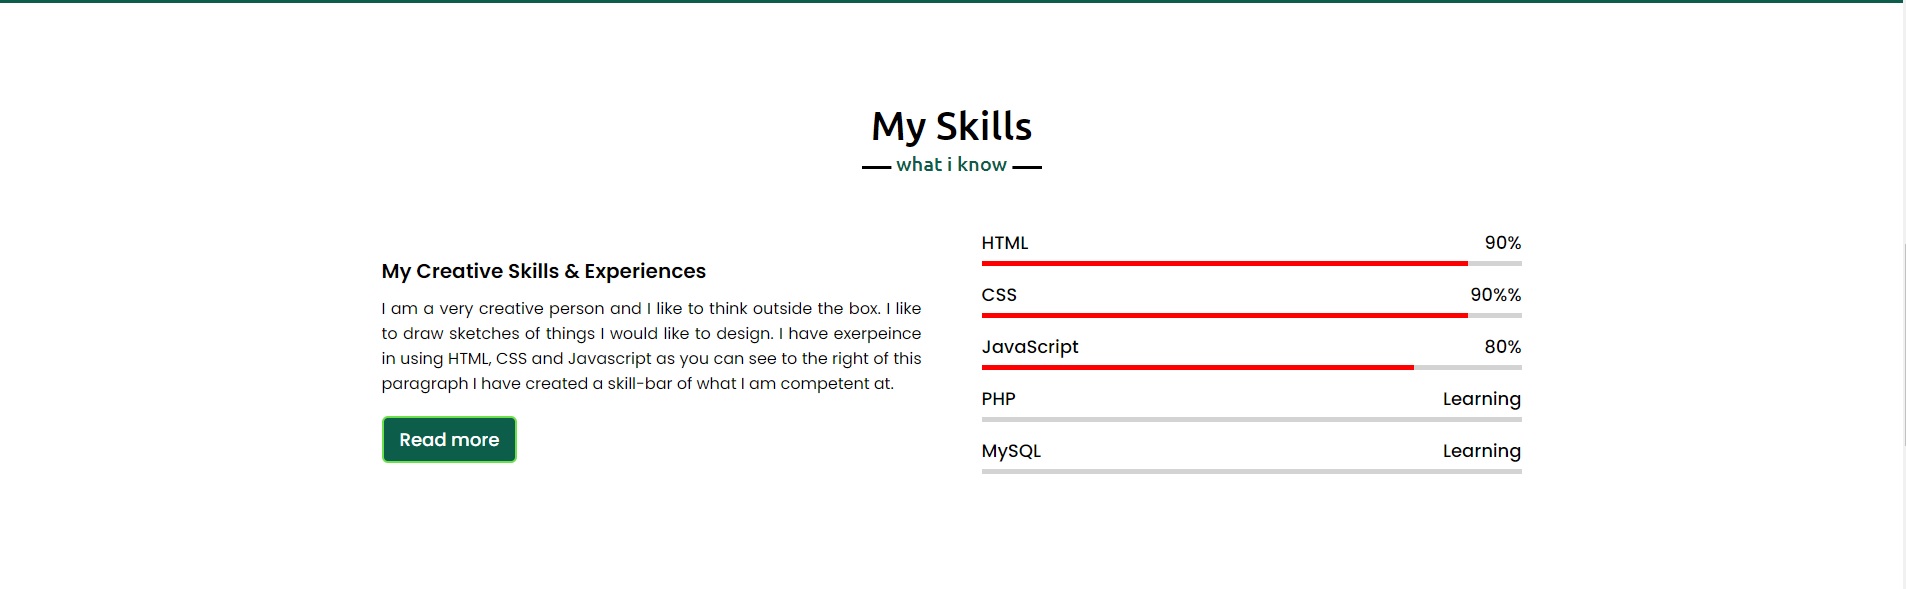 My Skills
what i know
My Creative Skills & Experiences
I am a very creative person and I like to think outside the box. I like
to draw sketches of things I would like to design. I have exerpeince
in using HTML, CSS and Javascript as you can see to the right of this
paragraph I have created a skill-bar of what I am competent at.
Read more
HTML 90%
CSS 90%%
JavaScript 80%
PHP Learning
MySQL Learning